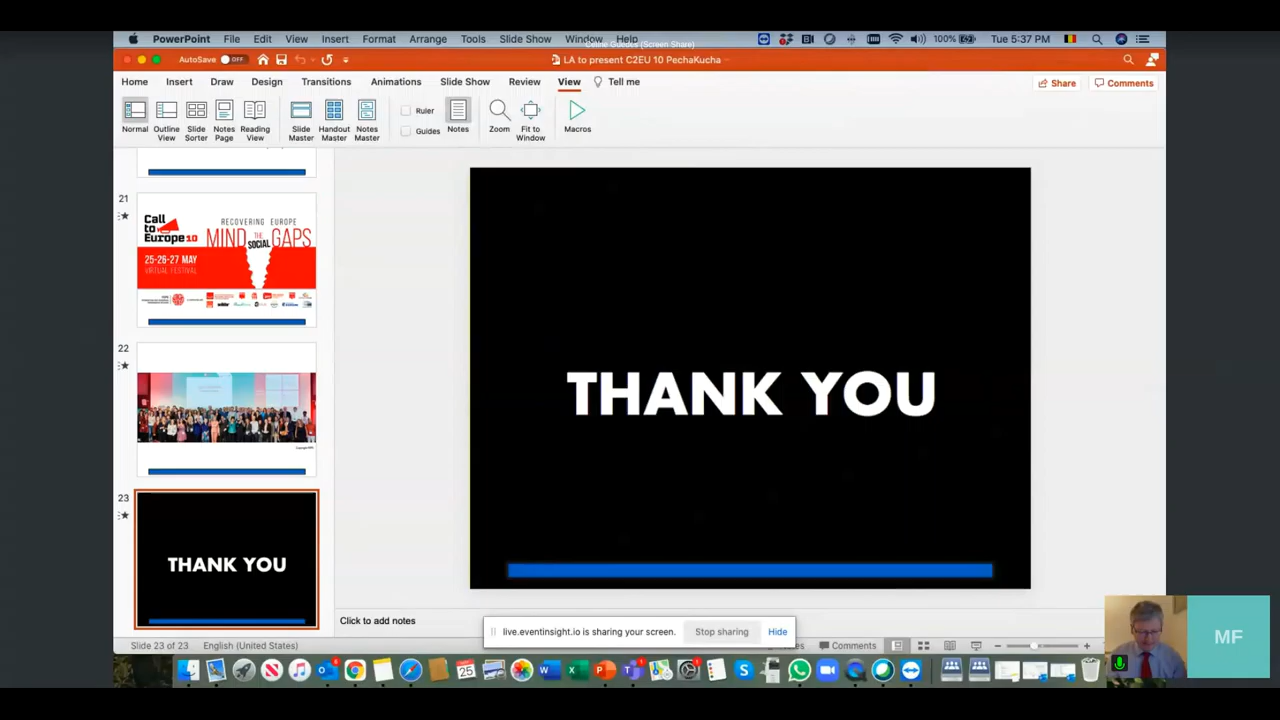 PowerPoint File Edit View Insert Format Arrange Tools Slide Show Window Help 100% Tue 5:37 PM
(Screen Share)
AutoSave OFF LA to present C2EU 10 PechaKucha
Home Insert Draw Design Transitions Animations Slide Show Review View Tell me Share Comments
Normal Outline View Slide Sorter Notes Page Reading View Slide Master Handout Master Notes Master Ruler Guides Notes Zoom Fit to Window Macros
21
Call to Europe 10
RECOVERING EUROPE
MIND THE SOCIAL GAPS
25-26-27 MAY
VIRTUAL FESTIVAL
22
23
THANK YOU
THANK YOU
Click to add notes
live.eventinsight.io is sharing your screen. Stop sharing Hide
Slide 23 of 23 English (United States) Notes Comments
25
MF